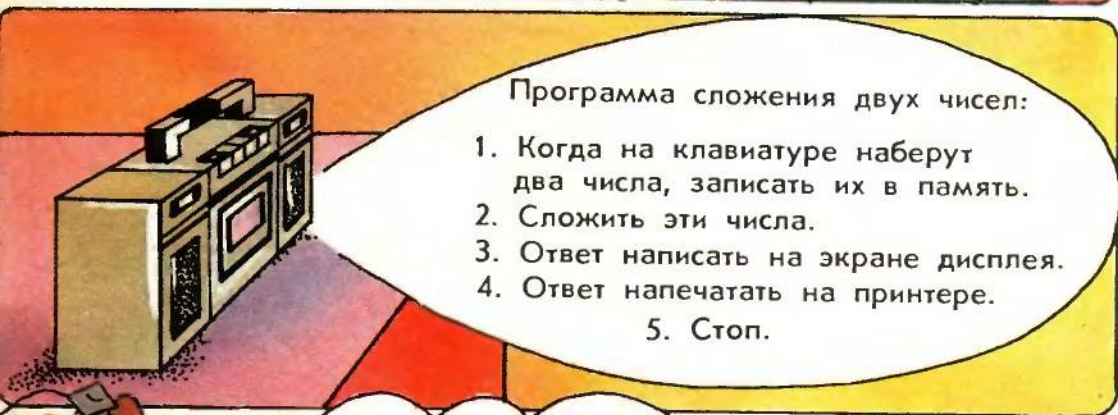 Программа сложения двух чисел:
1. Когда на клавиатуре наберут
два числа, записать их в память.
2. Сложить эти числа.
3. Ответ написать на экране дисплея.
4. Ответ напечатать на принтере.
5. Стоп.